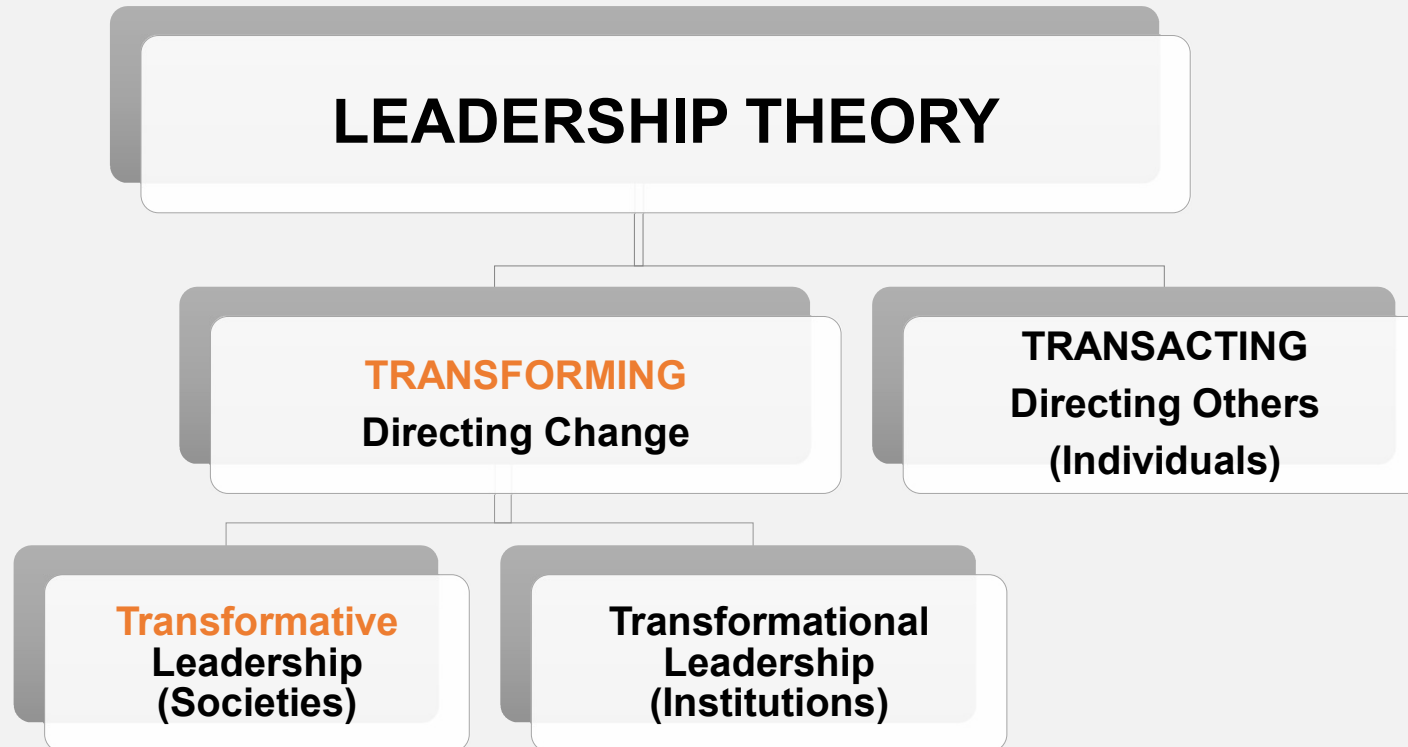 LEADERSHIP THEORY
TRANSFORMING
Directing Change
TRANSACTING
Directing Others
(Individuals)
Transformative
Leadership
(Societies)
Transformational
Leadership
(Institutions)